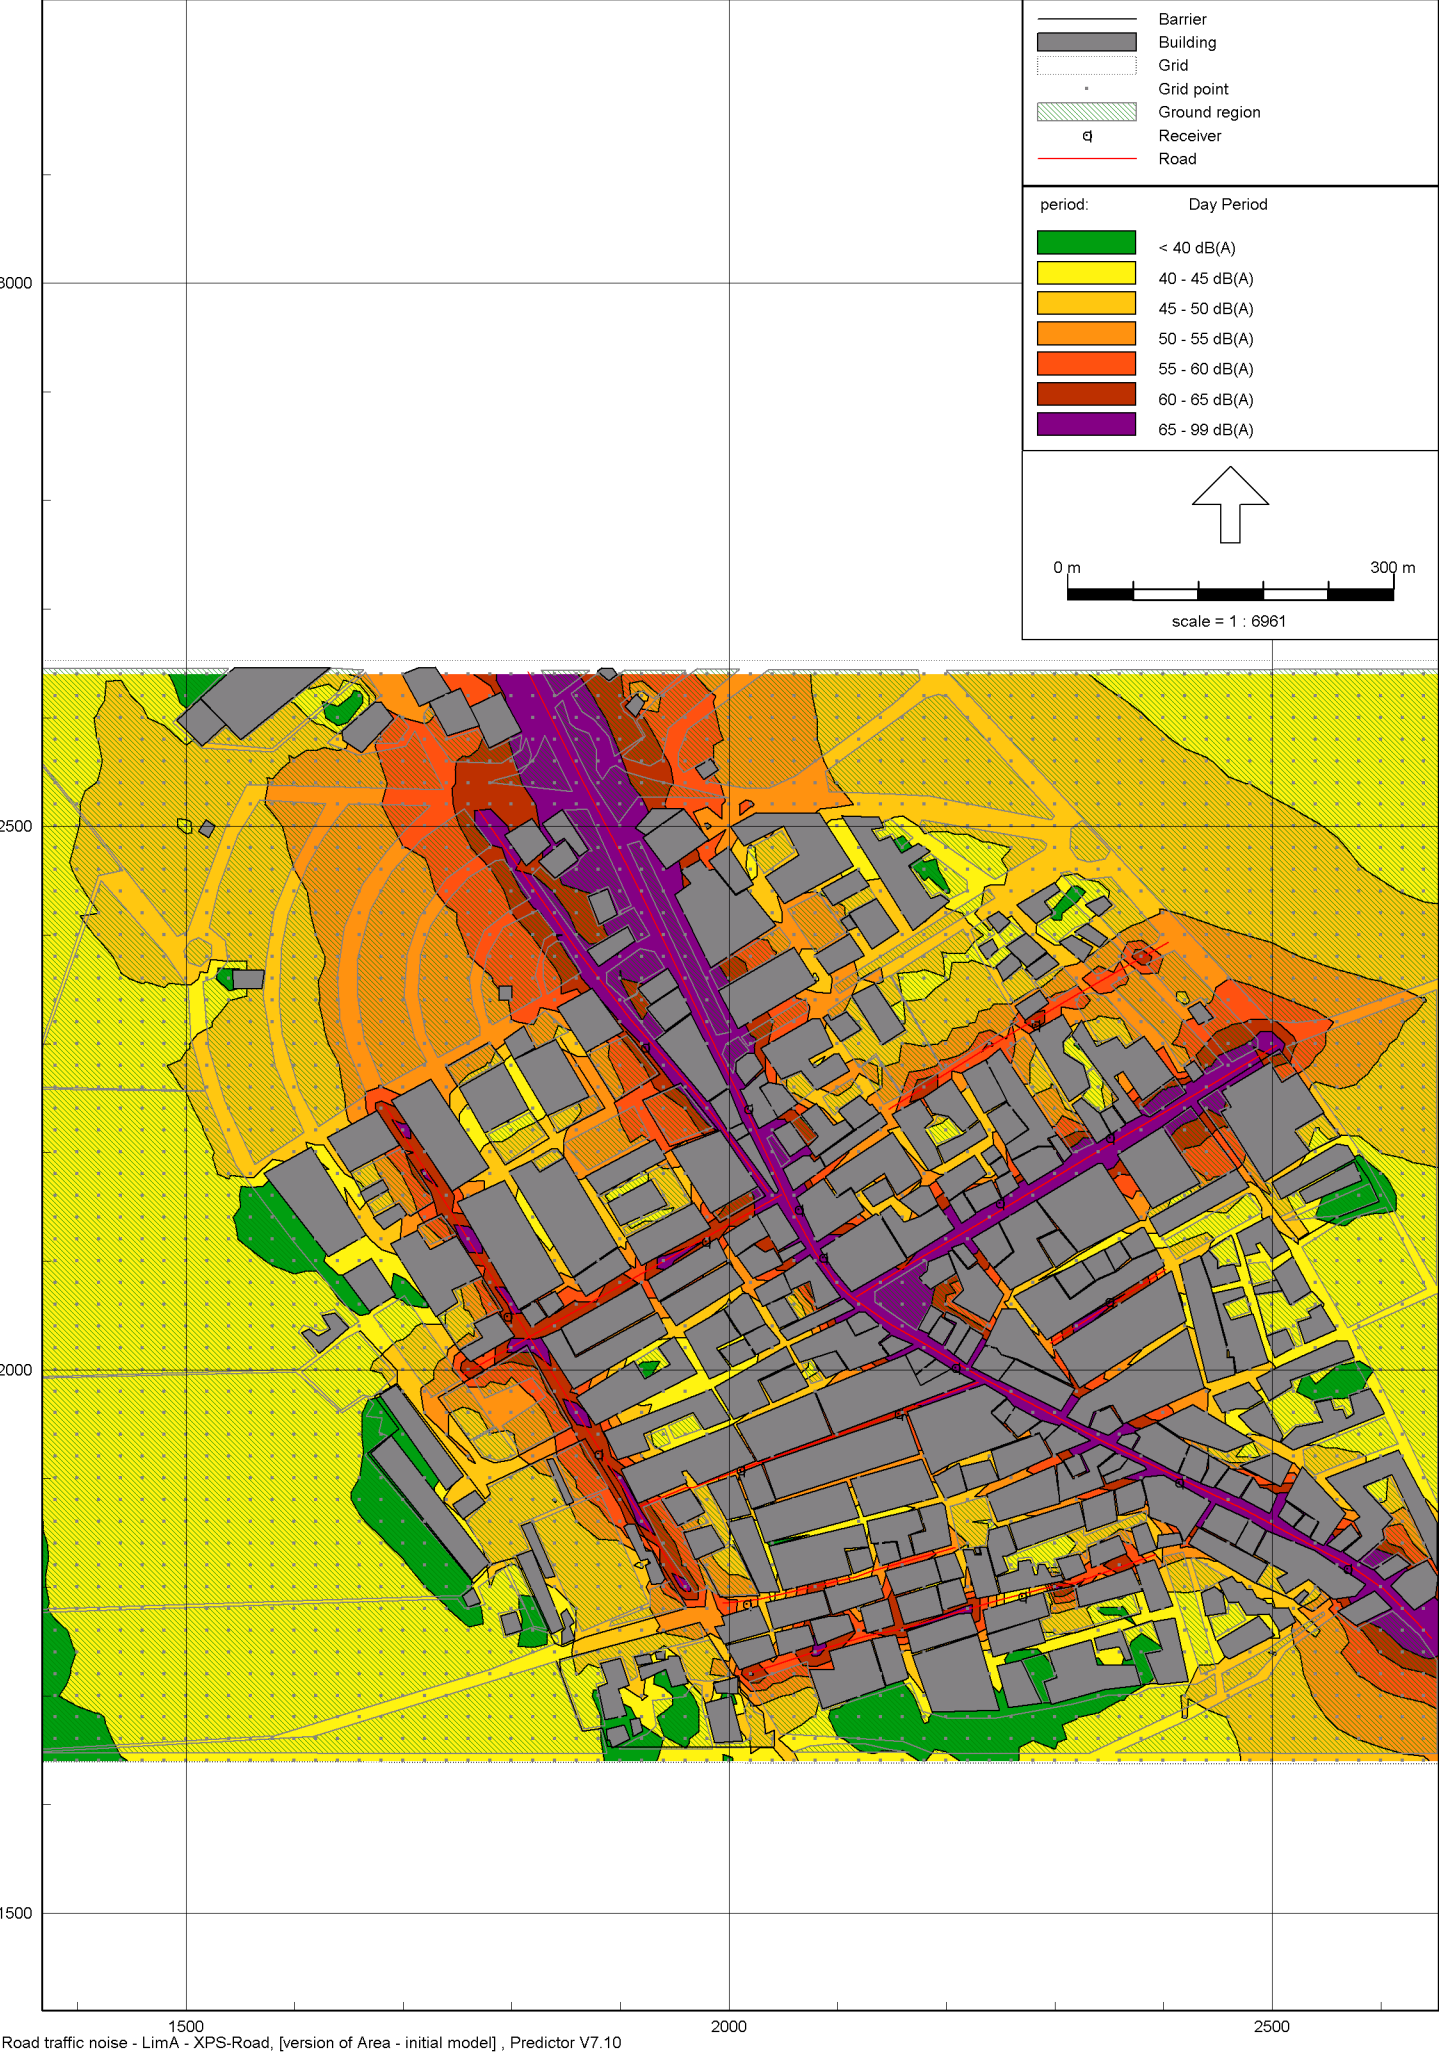 Barrier
Building
Grid
Grid point
Ground region
Receiver
Road
period: Day Period
< 40 dB(A)
40 - 45 dB(A)
45 - 50 dB(A)
50 - 55 dB(A)
55 - 60 dB(A)
60 - 65 dB(A)
65 - 99 dB(A)
0 m 300 m
scale = 1 : 6961
3000
2500
2000
1500
1500 2000 2500
Road traffic noise - LimA - XPS-Road, [version of Area - initial model] , Predictor V7.10